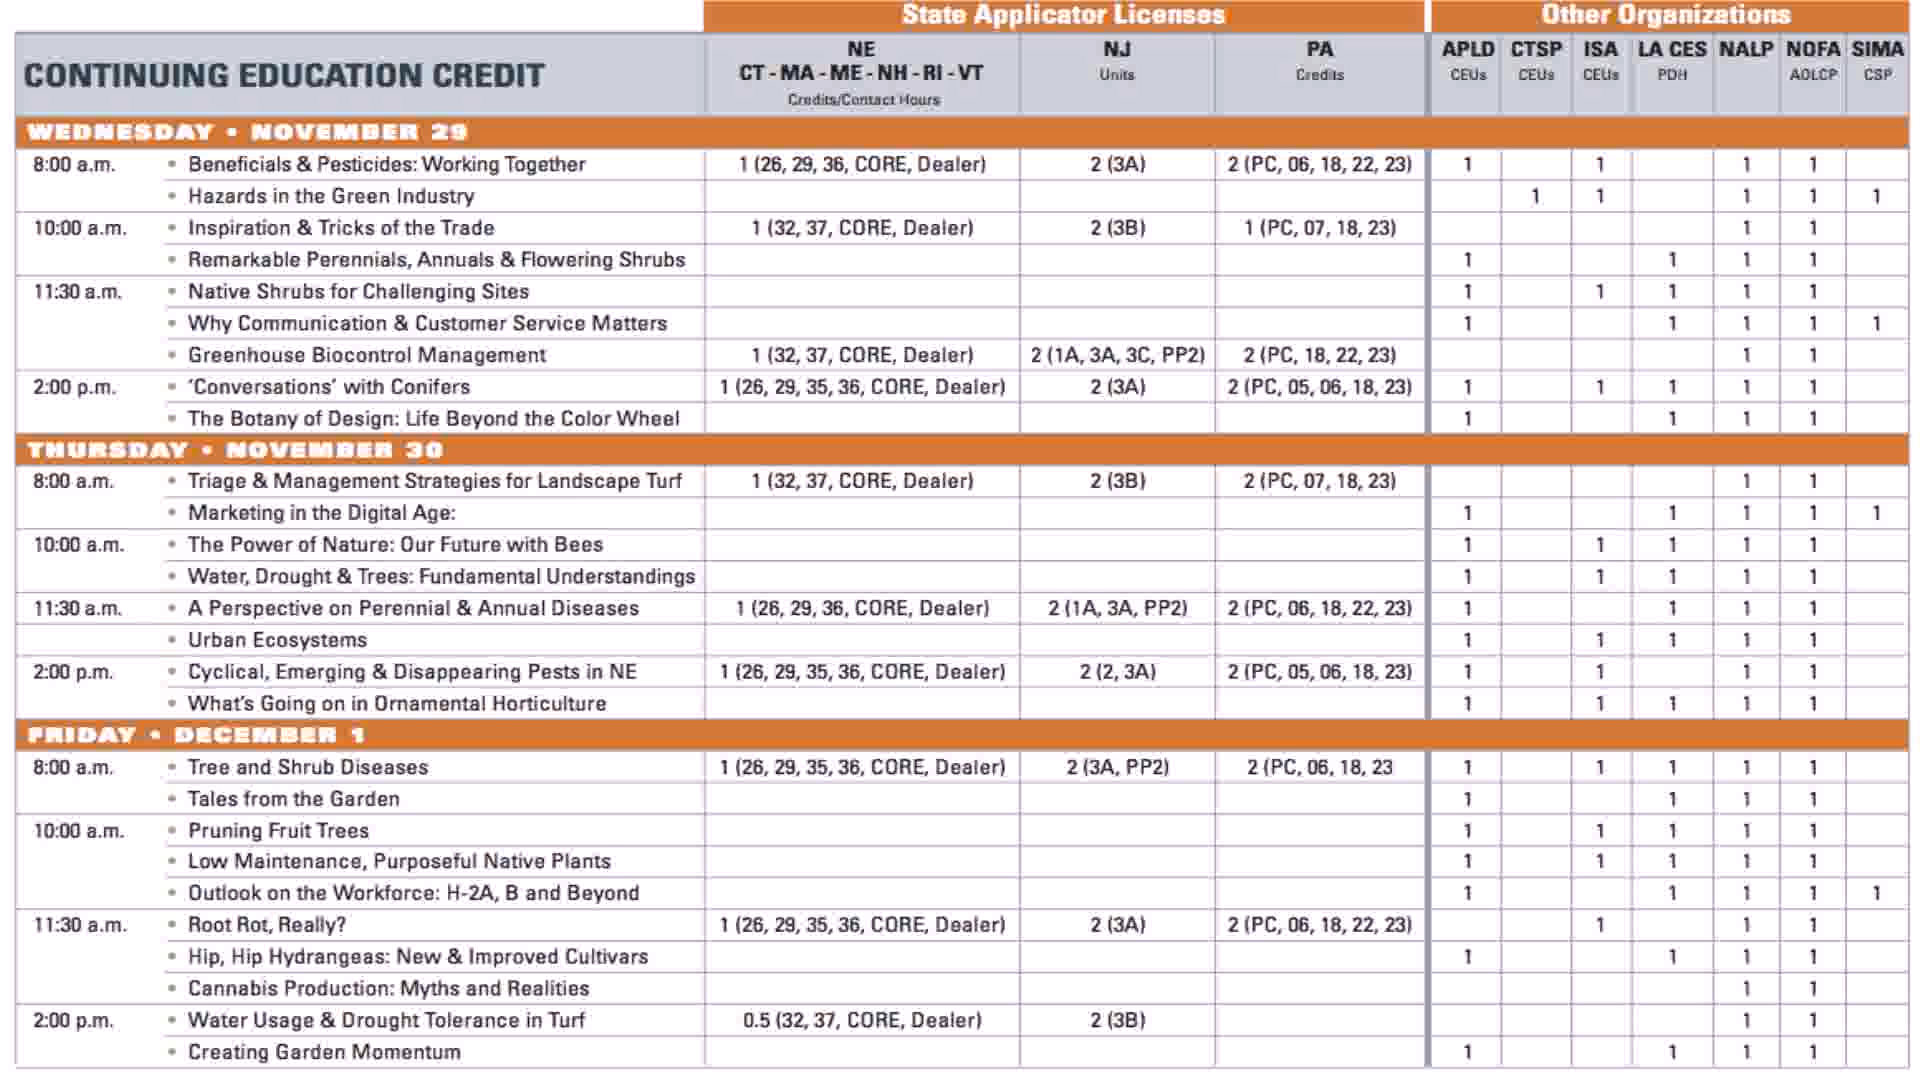 State Applicator Licenses Other Organizations
CONTINUING EDUCATION CREDIT NE NJ PA APLD CTSP ISA LA CES NALP NOFA SIMA
CT - MA - ME - NH - RI - VT Units Credits CEUs CEUs CEUs PDH AOLCP CSP
Credits/Contact Hours
WEDNESDAY • NOVEMBER 29
8:00 a.m. • Beneficials & Pesticides: Working Together 1 (26, 29, 36, CORE, Dealer) 2 (3A) 2 (PC, 06, 18, 22, 23) 1 1 1 1
• Hazards in the Green Industry 1 1 1 1 1
10:00 a.m. • Inspiration & Tricks of the Trade 1 (32, 37, CORE, Dealer) 2 (3B) 1 (PC, 07, 18, 23) 1 1
• Remarkable Perennials, Annuals & Flowering Shrubs 1 1 1 1
11:30 a.m. • Native Shrubs for Challenging Sites 1 1 1 1 1
• Why Communication & Customer Service Matters 1 1 1 1 1
• Greenhouse Biocontrol Management 1 (32, 37, CORE, Dealer) 2 (1A, 3A, 3C, PP2) 2 (PC, 18, 22, 23) 1 1
2:00 p.m. • ‘Conversations’ with Conifers 1 (26, 29, 35, 36, CORE, Dealer) 2 (3A) 2 (PC, 05, 06, 18, 23) 1 1 1 1 1
• The Botany of Design: Life Beyond the Color Wheel 1 1 1 1
THURSDAY • NOVEMBER 30
8:00 a.m. • Triage & Management Strategies for Landscape Turf 1 (32, 37, CORE, Dealer) 2 (3B) 2 (PC, 07, 18, 23) 1 1
• Marketing in the Digital Age: 1 1 1 1 1
10:00 a.m. • The Power of Nature: Our Future with Bees 1 1 1 1 1
• Water, Drought & Trees: Fundamental Understandings 1 1 1 1 1
11:30 a.m. • A Perspective on Perennial & Annual Diseases 1 (26, 29, 36, CORE, Dealer) 2 (1A, 3A, PP2) 2 (PC, 06, 18, 22, 23) 1 1 1 1
• Urban Ecosystems 1 1 1 1 1
2:00 p.m. • Cyclical, Emerging & Disappearing Pests in NE 1 (26, 29, 35, 36, CORE, Dealer) 2 (2, 3A) 2 (PC, 05, 06, 18, 23) 1 1 1 1
• What’s Going on in Ornamental Horticulture 1 1 1 1 1
FRIDAY • DECEMBER 1
8:00 a.m. • Tree and Shrub Diseases 1 (26, 29, 35, 36, CORE, Dealer) 2 (3A, PP2) 2 (PC, 06, 18, 23 1 1 1 1 1
• Tales from the Garden 1 1 1 1
10:00 a.m. • Pruning Fruit Trees 1 1 1 1 1
• Low Maintenance, Purposeful Native Plants 1 1 1 1 1
• Outlook on the Workforce: H-2A, B and Beyond 1 1 1 1 1
11:30 a.m. • Root Rot, Really? 1 (26, 29, 35, 36, CORE, Dealer) 2 (3A) 2 (PC, 06, 18, 22, 23) 1 1 1
• Hip, Hip Hydrangeas: New & Improved Cultivars 1 1 1 1
• Cannabis Production: Myths and Realities 1 1
2:00 p.m. • Water Usage & Drought Tolerance in Turf 0.5 (32, 37, CORE, Dealer) 2 (3B) 1 1
• Creating Garden Momentum 1 1 1 1